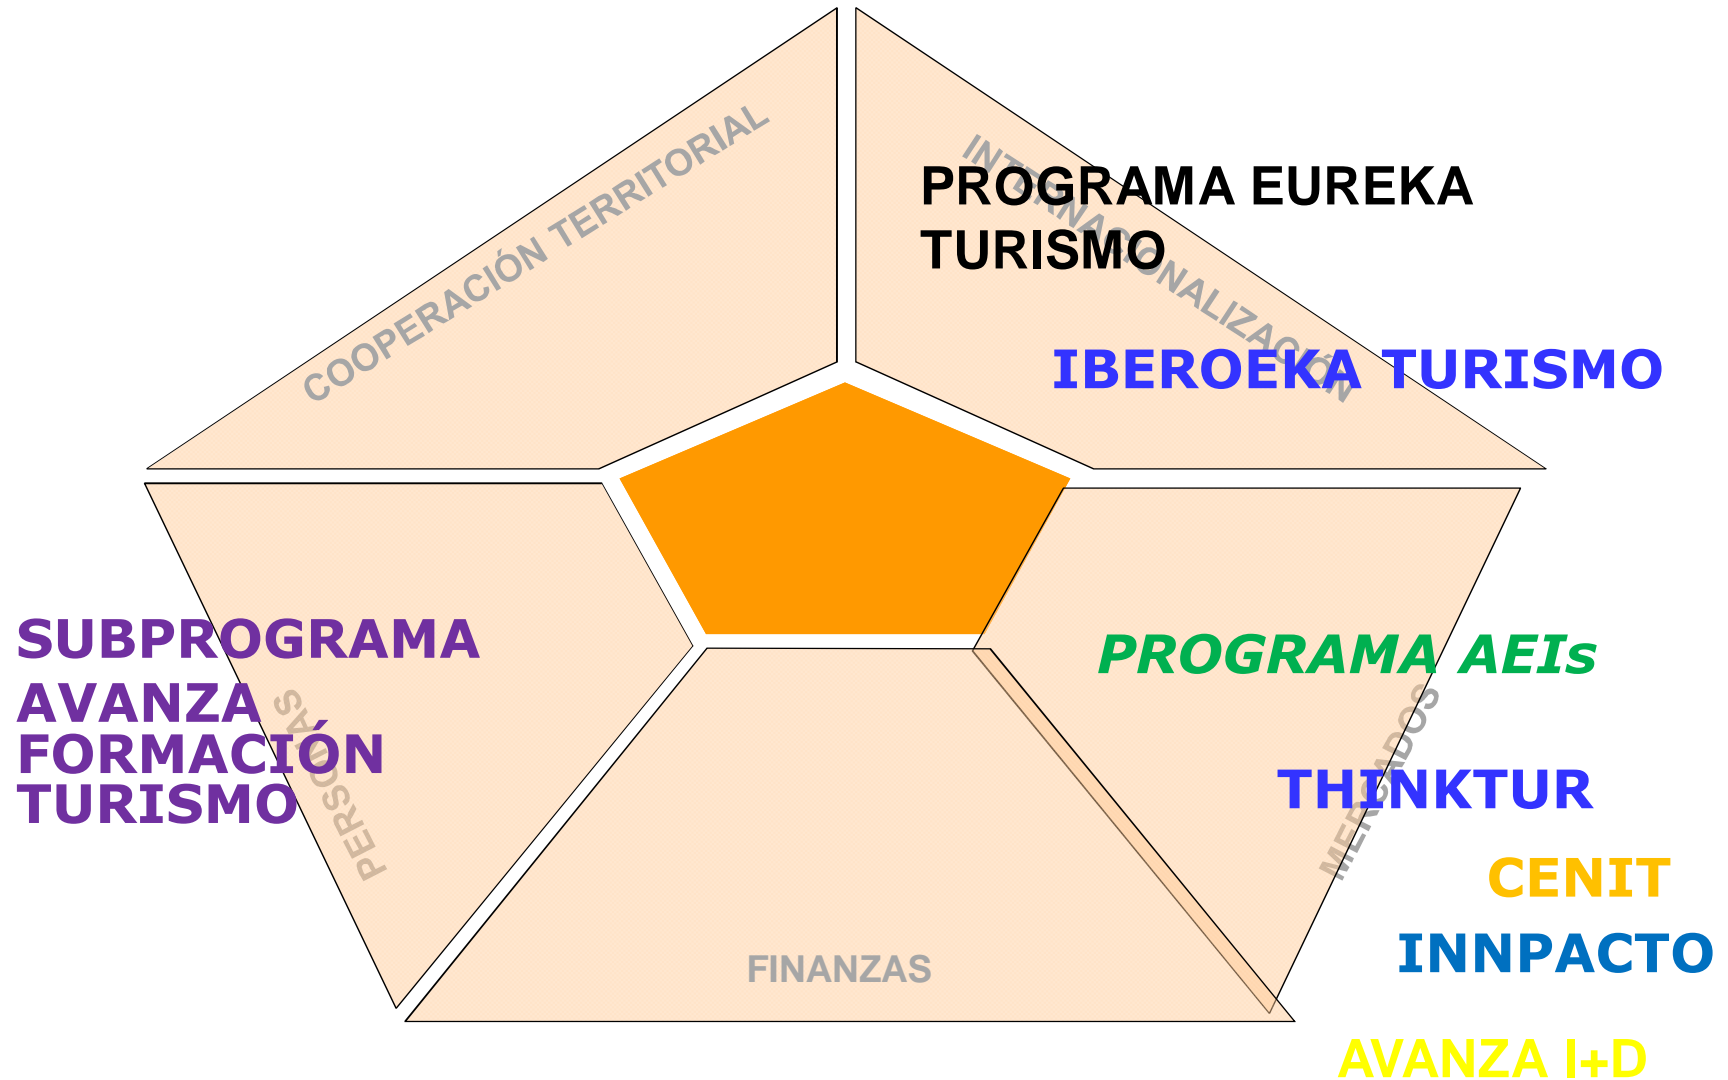 COOPERACIÓN TERRITORIAL
INTERNACIONALIZACIÓN
PROGRAMA EUREKA
TURISMO
IBEROEKA TURISMO
SUBPROGRAMA
AVANZA
FORMACIÓN
TURISMO
PERSONAS
PROGRAMA AEIs
THINKTUR
MERCADOS
CENIT
INNPACTO
FINANZAS
AVANZA I+D